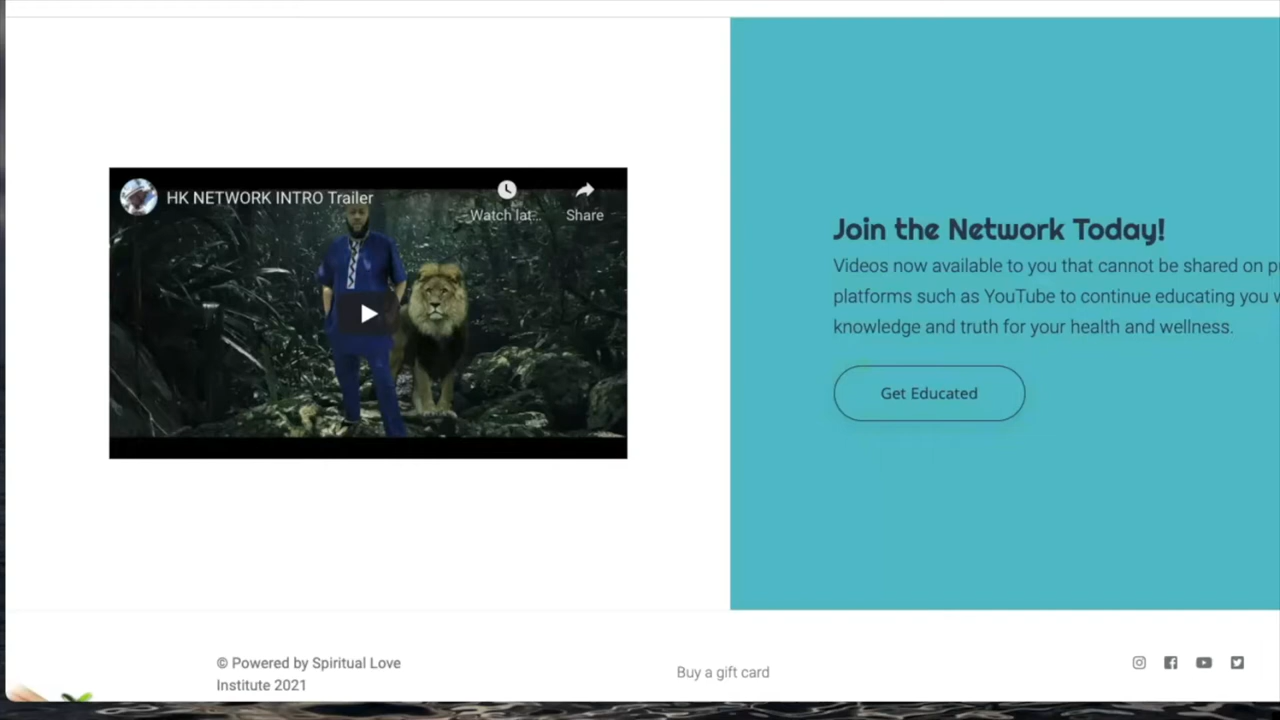 HK NETWORK INTRO Trailer
Watch lat...
Share
Join the Network Today!
Videos now available to you that cannot be shared on
platforms such as YouTube to continue educating you
knowledge and truth for your health and wellness.
Get Educated
© Powered by Spiritual Love
Institute 2021
Buy a gift card